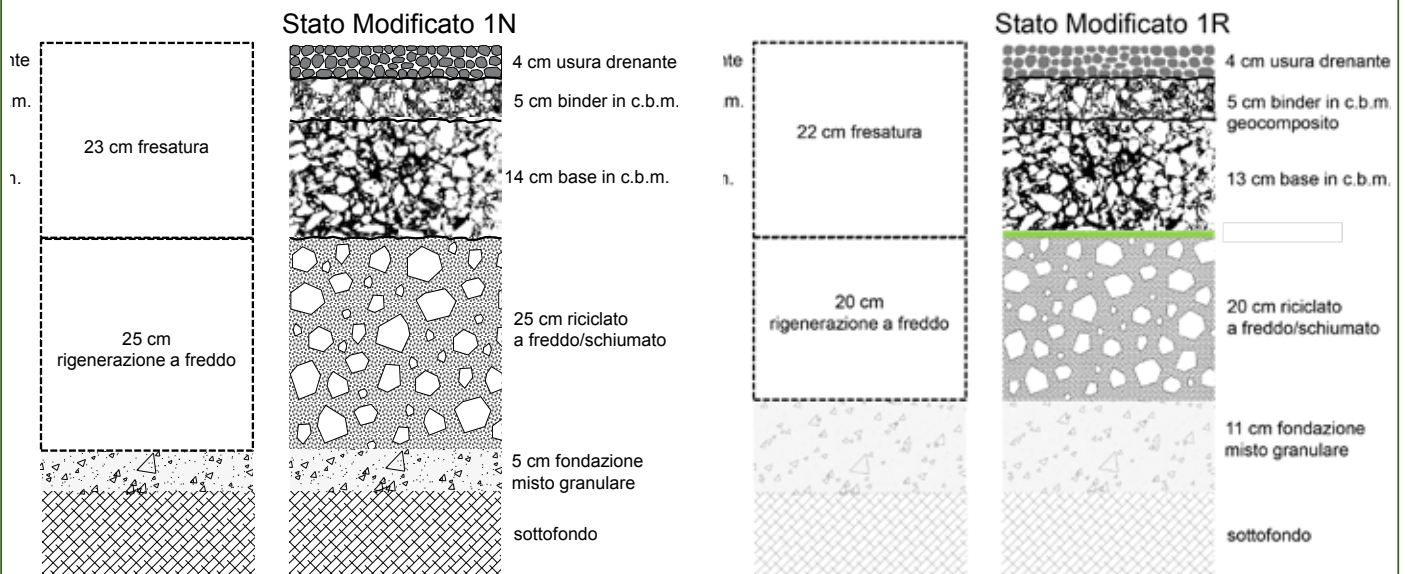 Stato Modificato 1N
nte
m.
n.
23 cm fresatura
25 cm
rigenerazione a freddo
4 cm usura drenante
5 cm binder in c.b.m.
14 cm base in c.b.m.
25 cm riciclato
a freddo/schiumato
5 cm fondazione
misto granulare
sottofondo
Stato Modificato 1R
nte
m.
n.
22 cm fresatura
20 cm
rigenerazione a freddo
4 cm usura drenante
5 cm binder in c.b.m.
geocomposito
13 cm base in c.b.m.
20 cm riciclato
a freddo/schiumato
11 cm fondazione
misto granulare
sottofondo